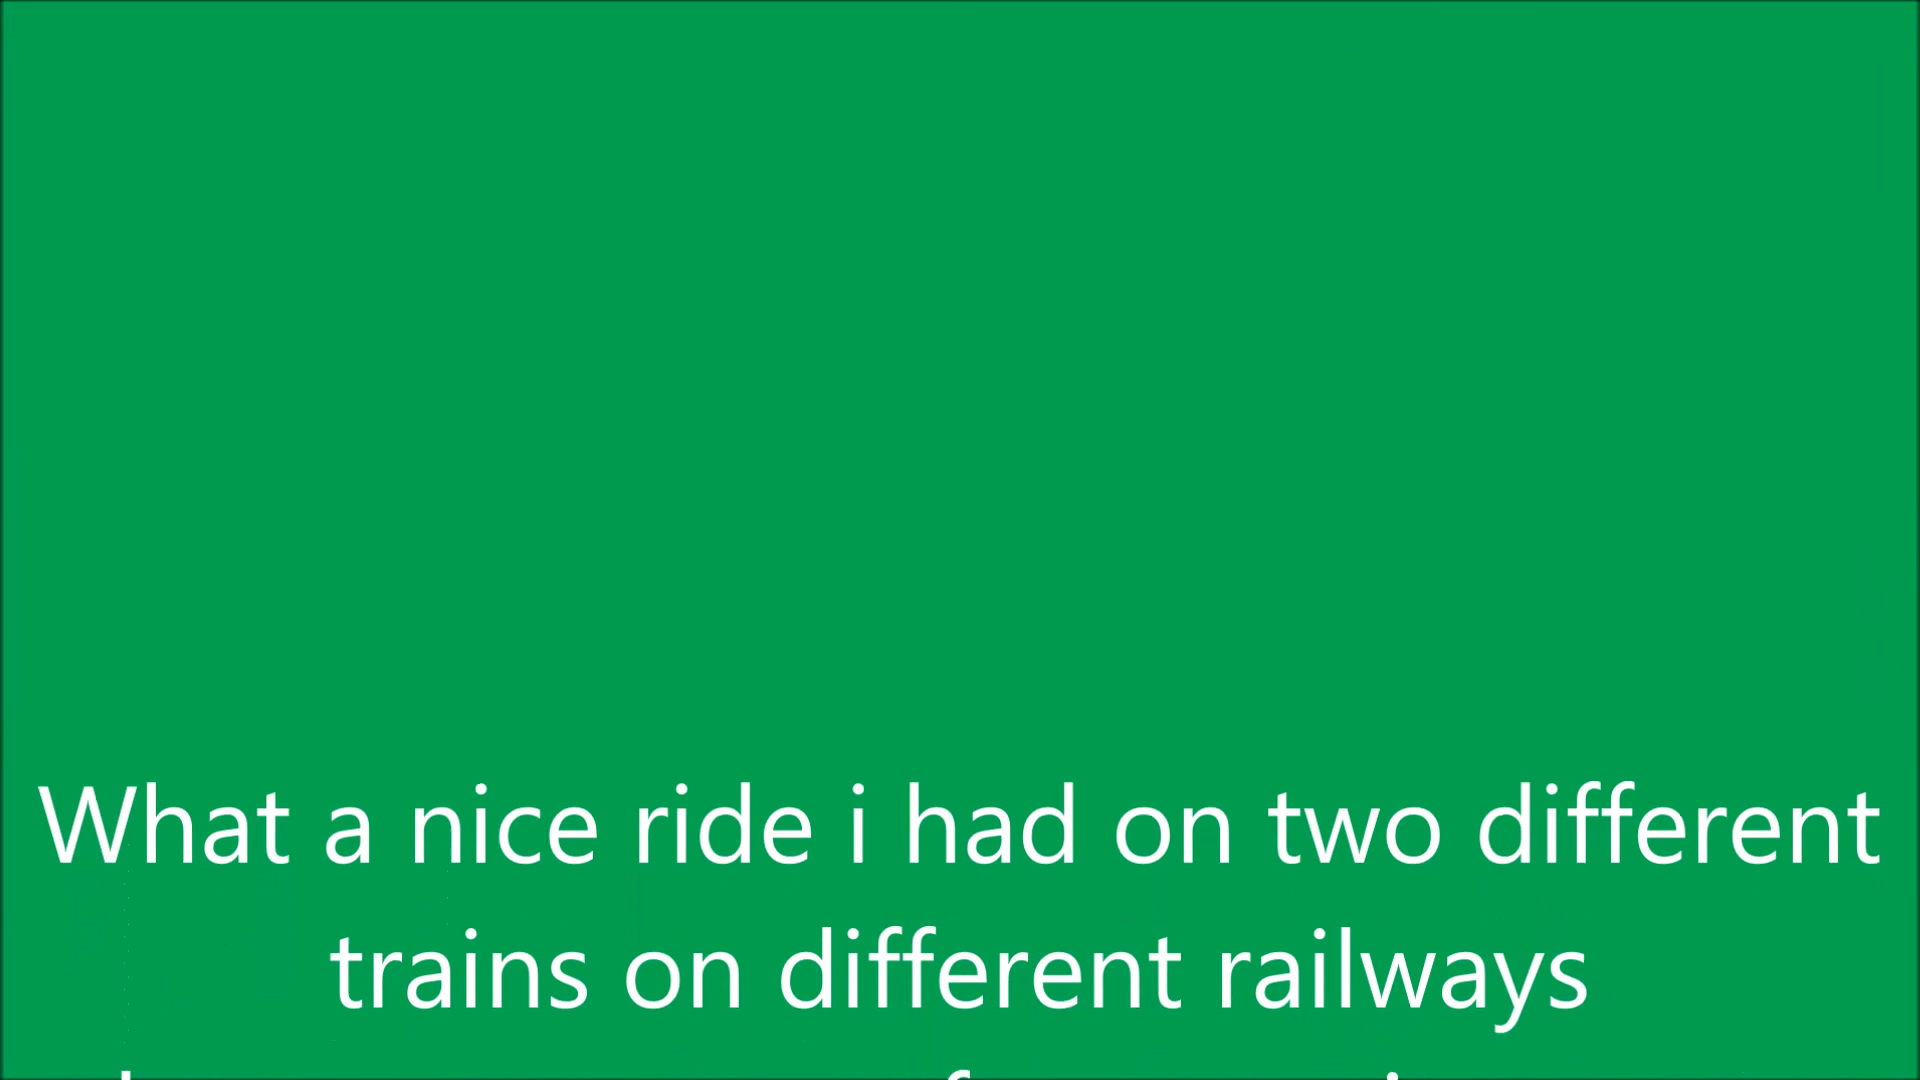 What a nice ride i had on two different
trains on different railways